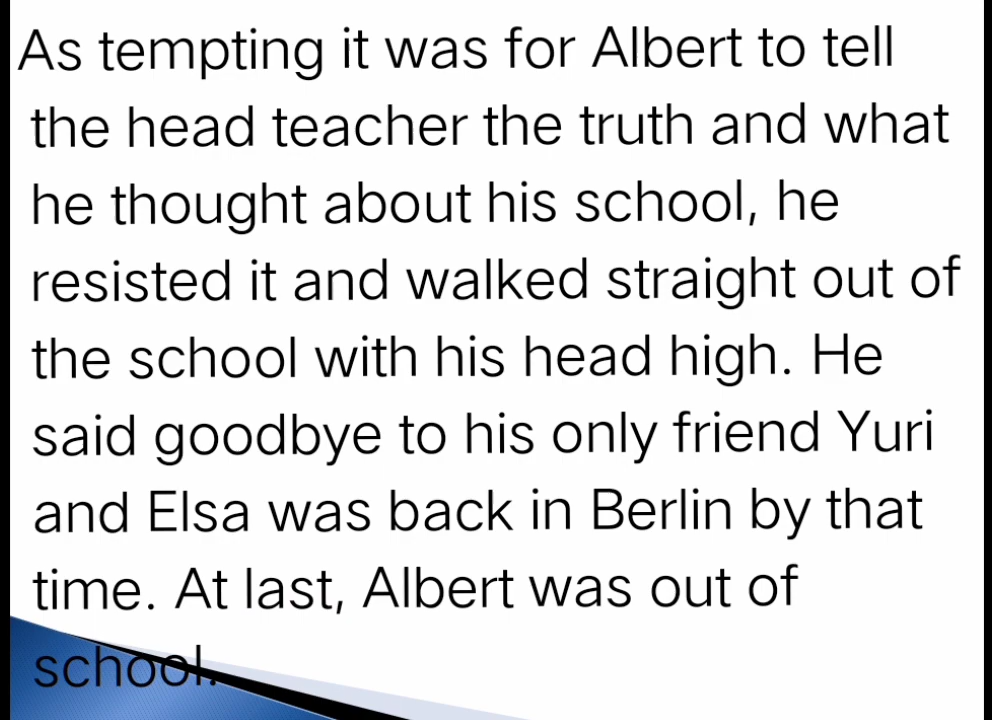 As tempting it was for Albert to tell
the head teacher the truth and what
he thought about his school, he
resisted it and walked straight out of
the school with his head high. He
said goodbye to his only friend Yuri
and Elsa was back in Berlin by that
time. At last, Albert was out of
school.